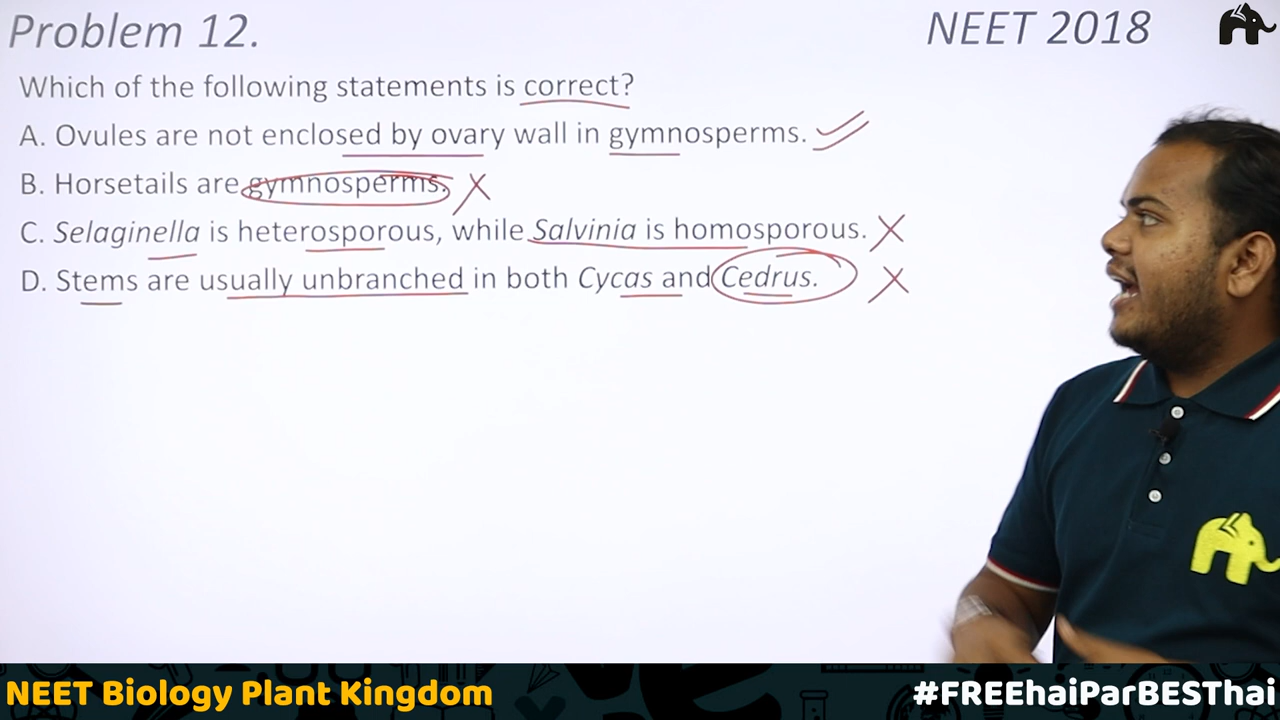 Problem 12.
NEET 2018
Which of the following statements is correct?
A. Ovules are not enclosed by ovary wall in gymnosperms.
B. Horsetails are gymnosperms.
C. Selaginella is heterosporous, while Salvinia is homosporous.
D. Stems are usually unbranched in both Cycas and Cedrus.
NEET Biology Plant Kingdom
#FREEhaiParBESThai